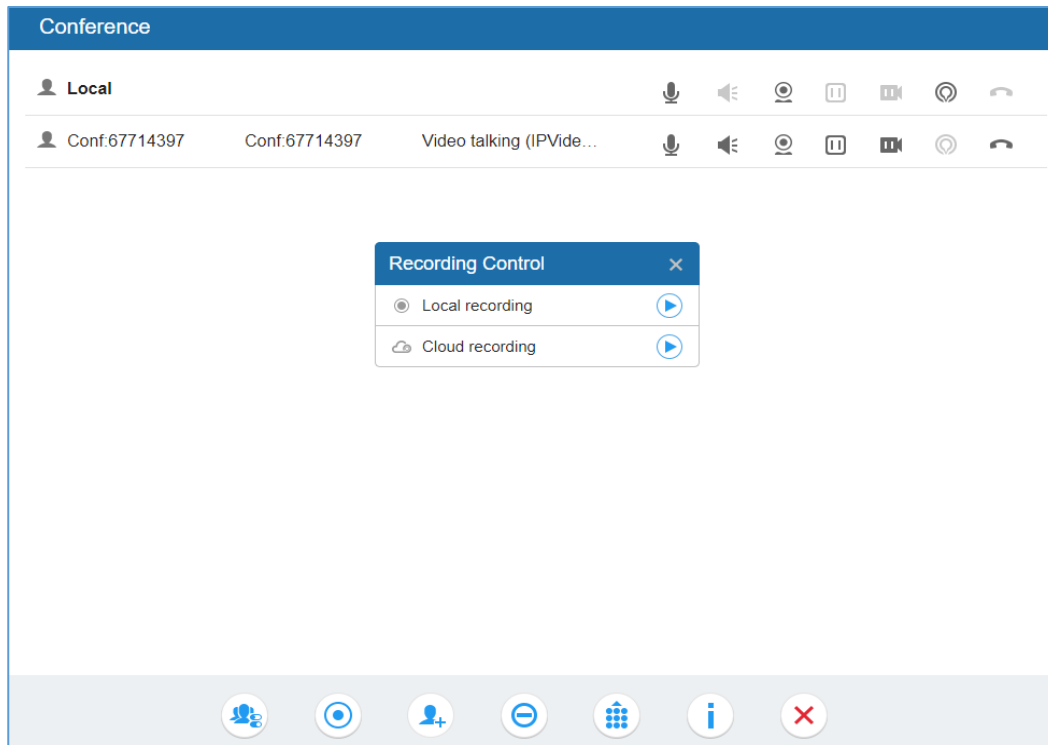 Conference
Local
Conf:67714397 Conf:67714397 Video talking (IPVide...
Recording Control
Local recording
Cloud recording